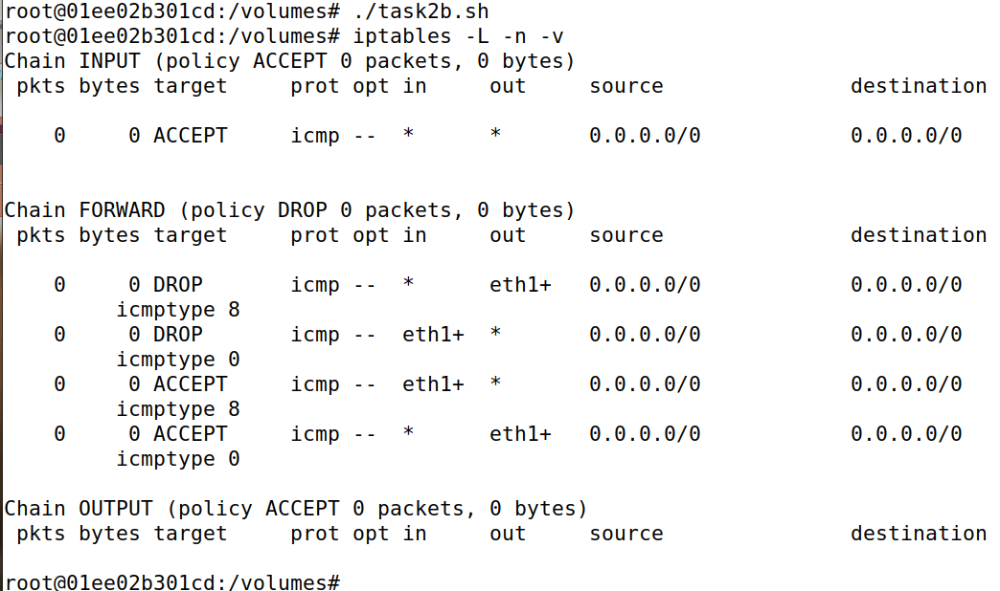 root@01ee02b301cd:/volumes# ./task2b.sh
root@01ee02b301cd:/volumes# iptables -L -n -v
Chain INPUT (policy ACCEPT 0 packets, 0 bytes)
 pkts bytes target     prot opt in     out     source               destination
    0     0 ACCEPT     icmp --  *      *       0.0.0.0/0            0.0.0.0/0
Chain FORWARD (policy DROP 0 packets, 0 bytes)
 pkts bytes target     prot opt in     out     source               destination
    0     0 DROP       icmp --  *      eth1+   0.0.0.0/0            0.0.0.0/0
         icmptype 8
    0     0 DROP       icmp --  eth1+  *       0.0.0.0/0            0.0.0.0/0
         icmptype 0
    0     0 ACCEPT     icmp --  eth1+  *       0.0.0.0/0            0.0.0.0/0
         icmptype 8
    0     0 ACCEPT     icmp --  *      eth1+   0.0.0.0/0            0.0.0.0/0
         icmptype 0
Chain OUTPUT (policy ACCEPT 0 packets, 0 bytes)
 pkts bytes target     prot opt in     out     source               destination
root@01ee02b301cd:/volumes#